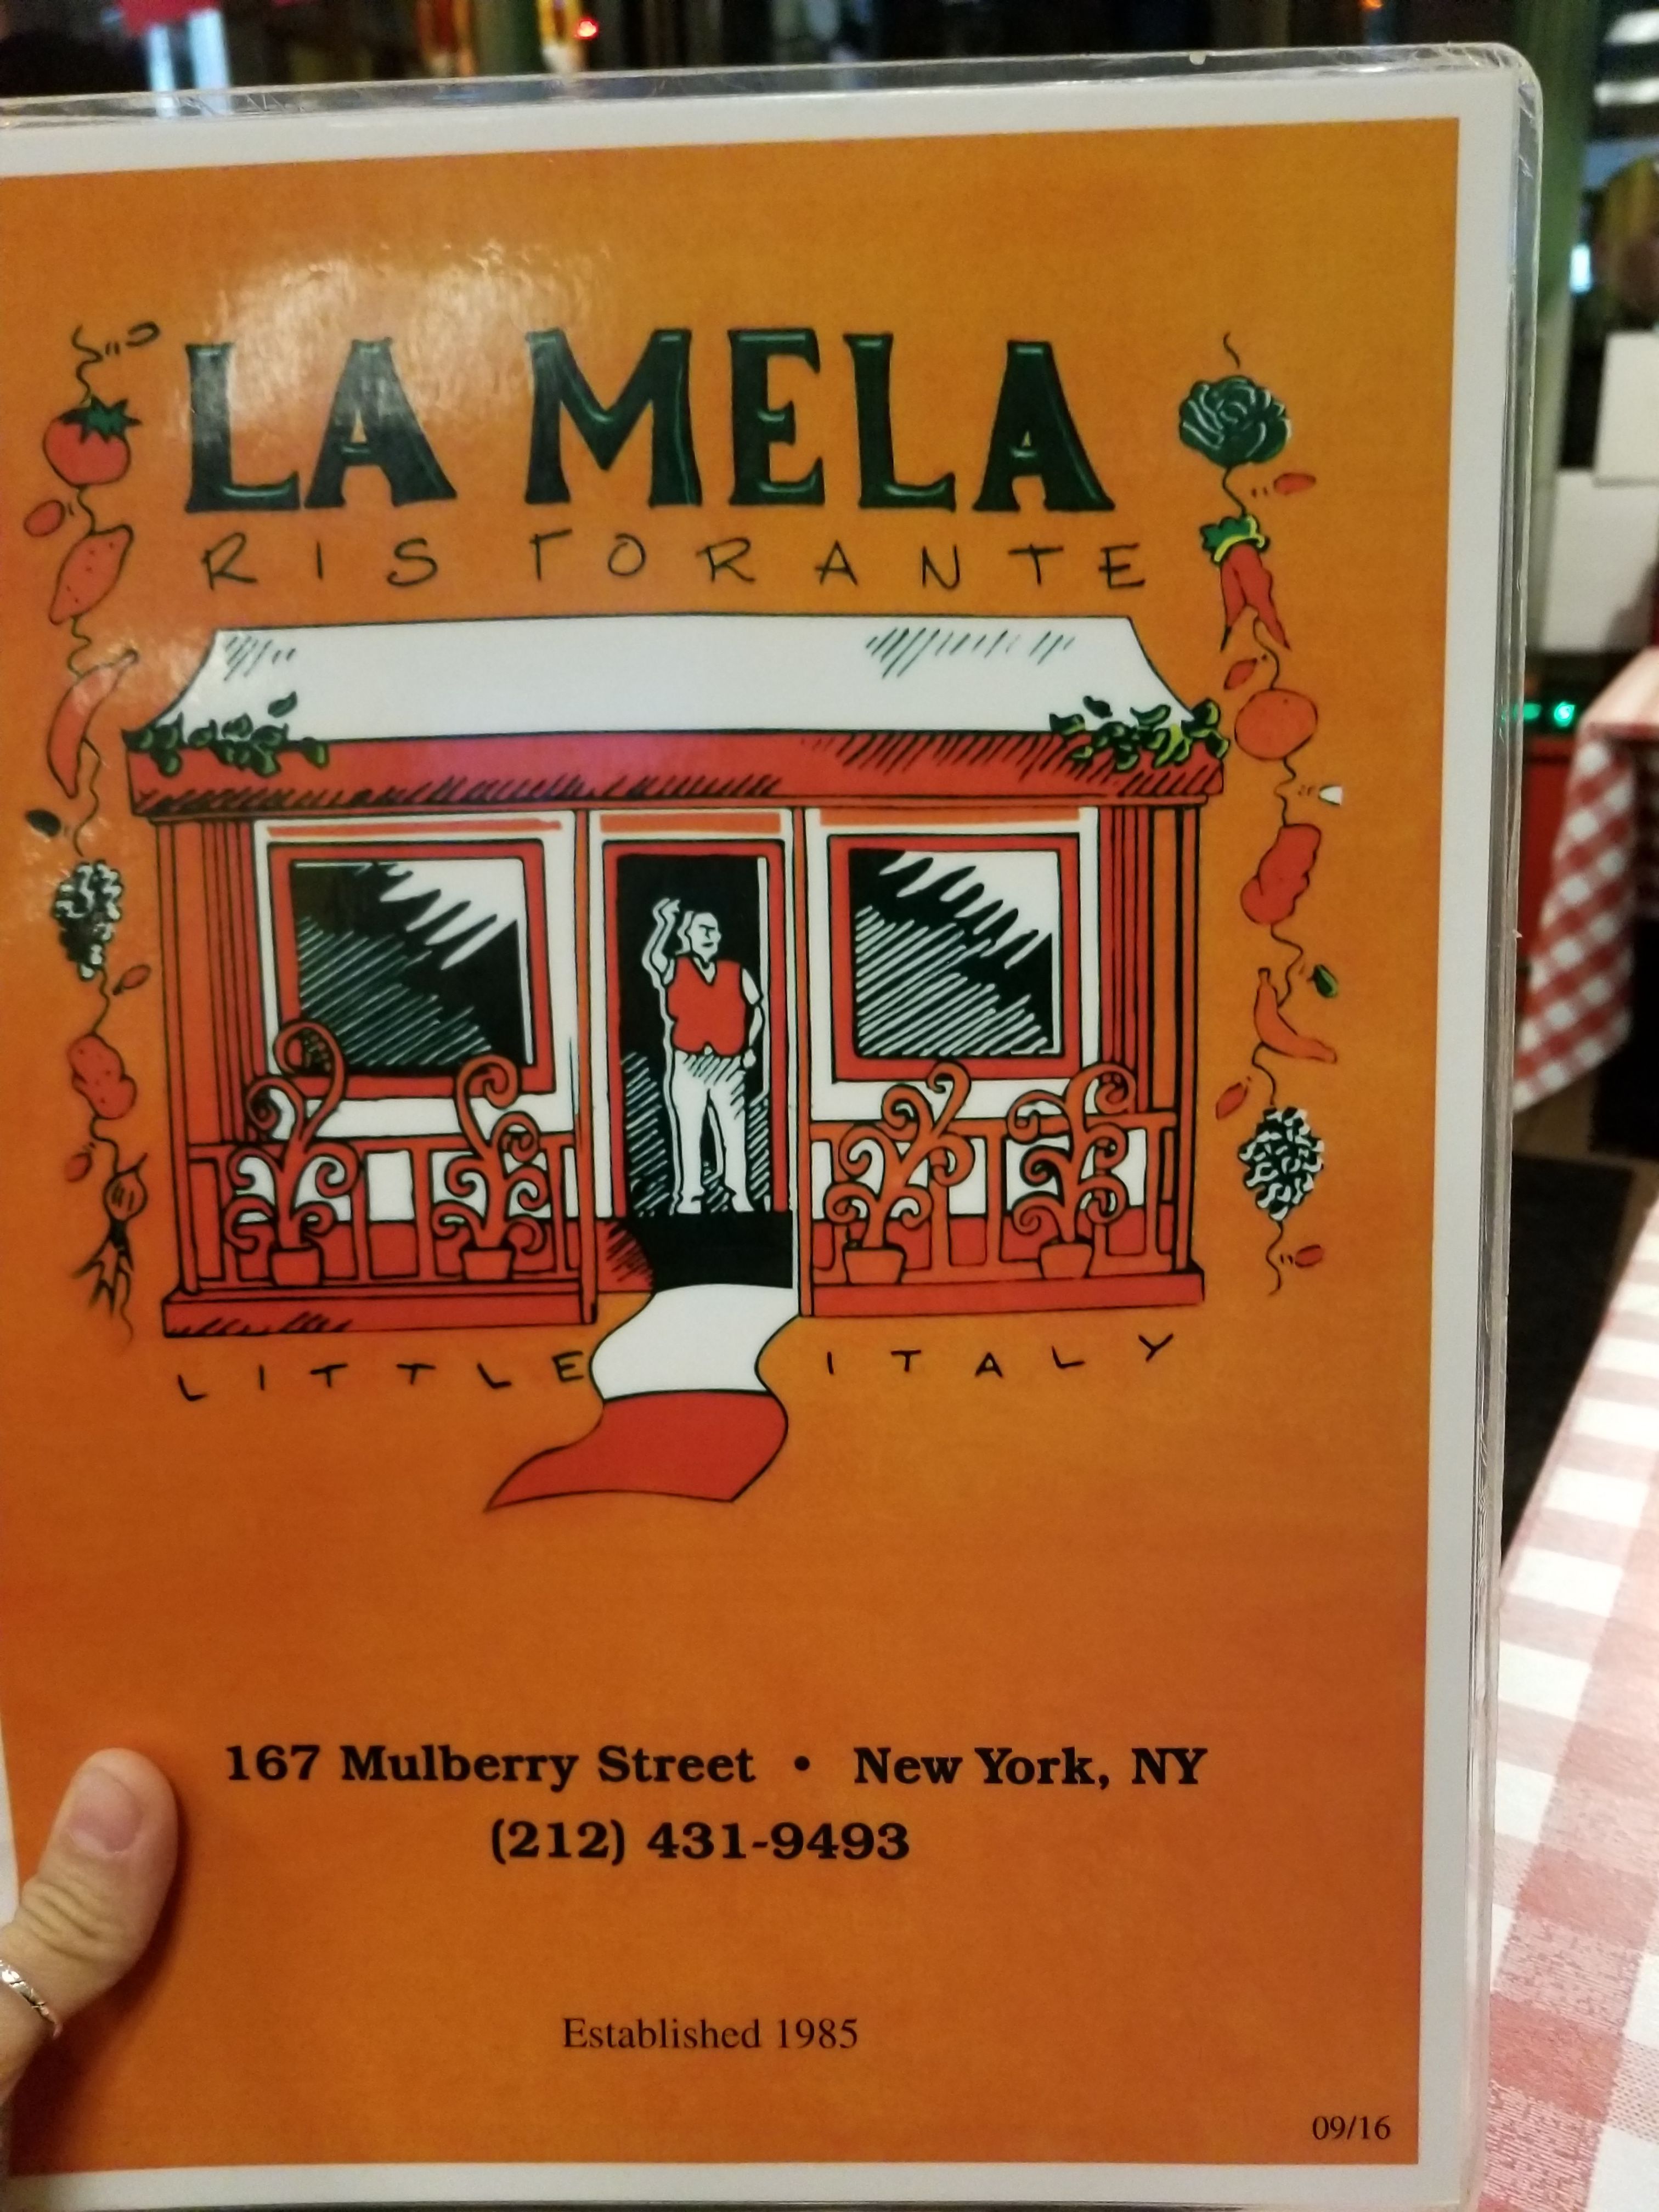 LA MELA
RISTORANTE
LITTLE ITALY
167 Mulberry Street • New York, NY
(212) 431-9493
Established 1985
09/16